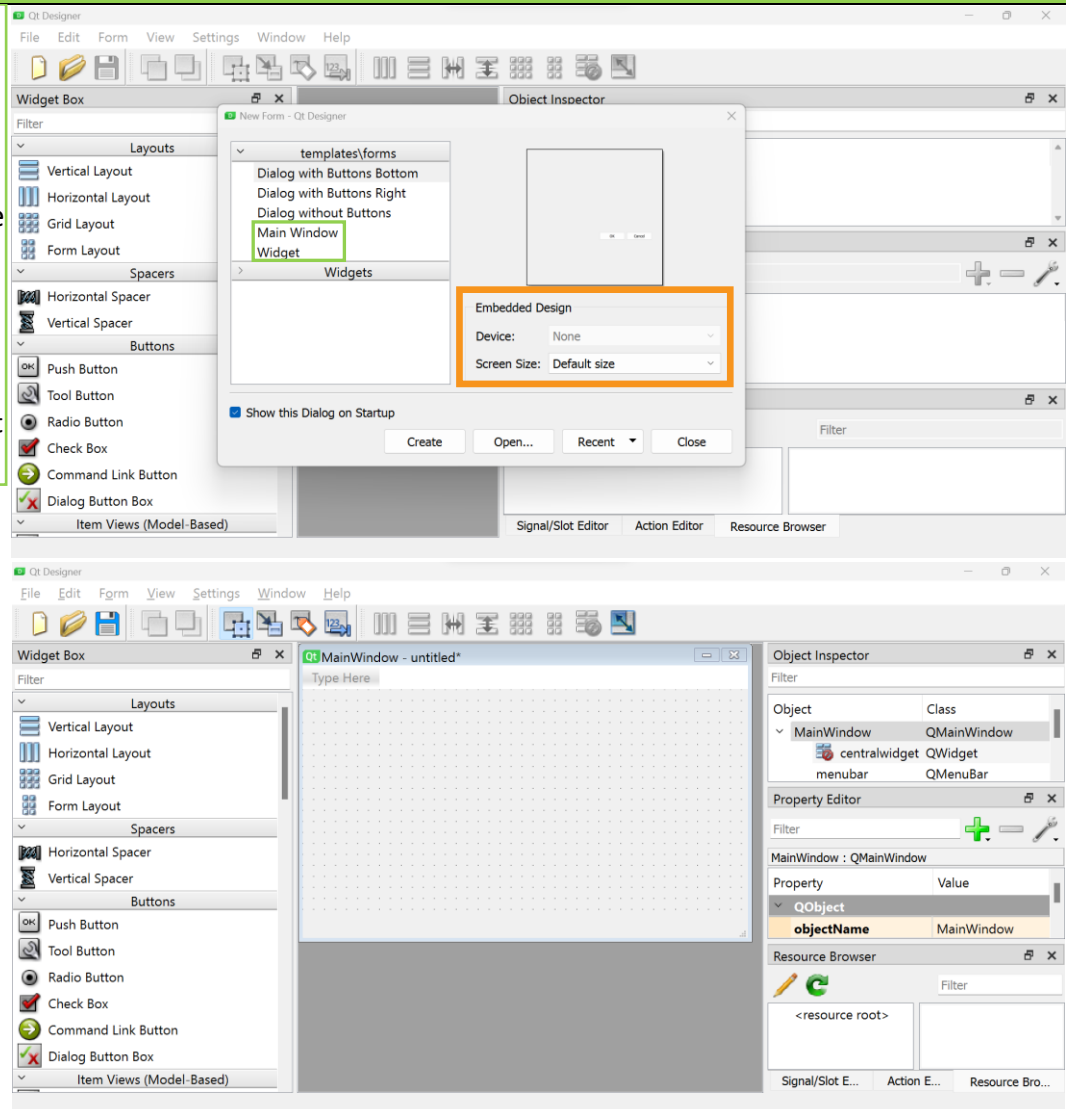 Qt Designer
File Edit Form View Settings Window Help
Widget Box
Object Inspector
Filter
New Form - Qt Designer
Layouts
Vertical Layout
Horizontal Layout
Grid Layout
Form Layout
Spacers
Horizontal Spacer
Vertical Spacer
Buttons
Push Button
Tool Button
Radio Button
Check Box
Command Link Button
Dialog Button Box
Item Views (Model-Based)
templates\forms
Dialog with Buttons Bottom
Dialog with Buttons Right
Dialog without Buttons
Main Window
Widget
Widgets
OK Cancel
Embedded Design
Device: None
Screen Size: Default size
Show this Dialog on Startup
Create Open... Recent Close
Filter
Signal/Slot Editor Action Editor Resource Browser
Qt Designer
File Edit Form View Settings Window Help
Widget Box
Filter
Layouts
Vertical Layout
Horizontal Layout
Grid Layout
Form Layout
Spacers
Horizontal Spacer
Vertical Spacer
Buttons
OK Push Button
Tool Button
Radio Button
Check Box
Command Link Button
Dialog Button Box
Item Views (Model-Based)
Qt MainWindow - untitled*
Type Here
Object Inspector
Filter
Object Class
MainWindow QMainWindow
centralwidget QWidget
menubar QMenuBar
Property Editor
Filter
MainWindow : QMainWindow
Property Value
QObject
objectName MainWindow
Resource Browser
Filter
<resource root>
Signal/Slot E... Action E... Resource Bro...